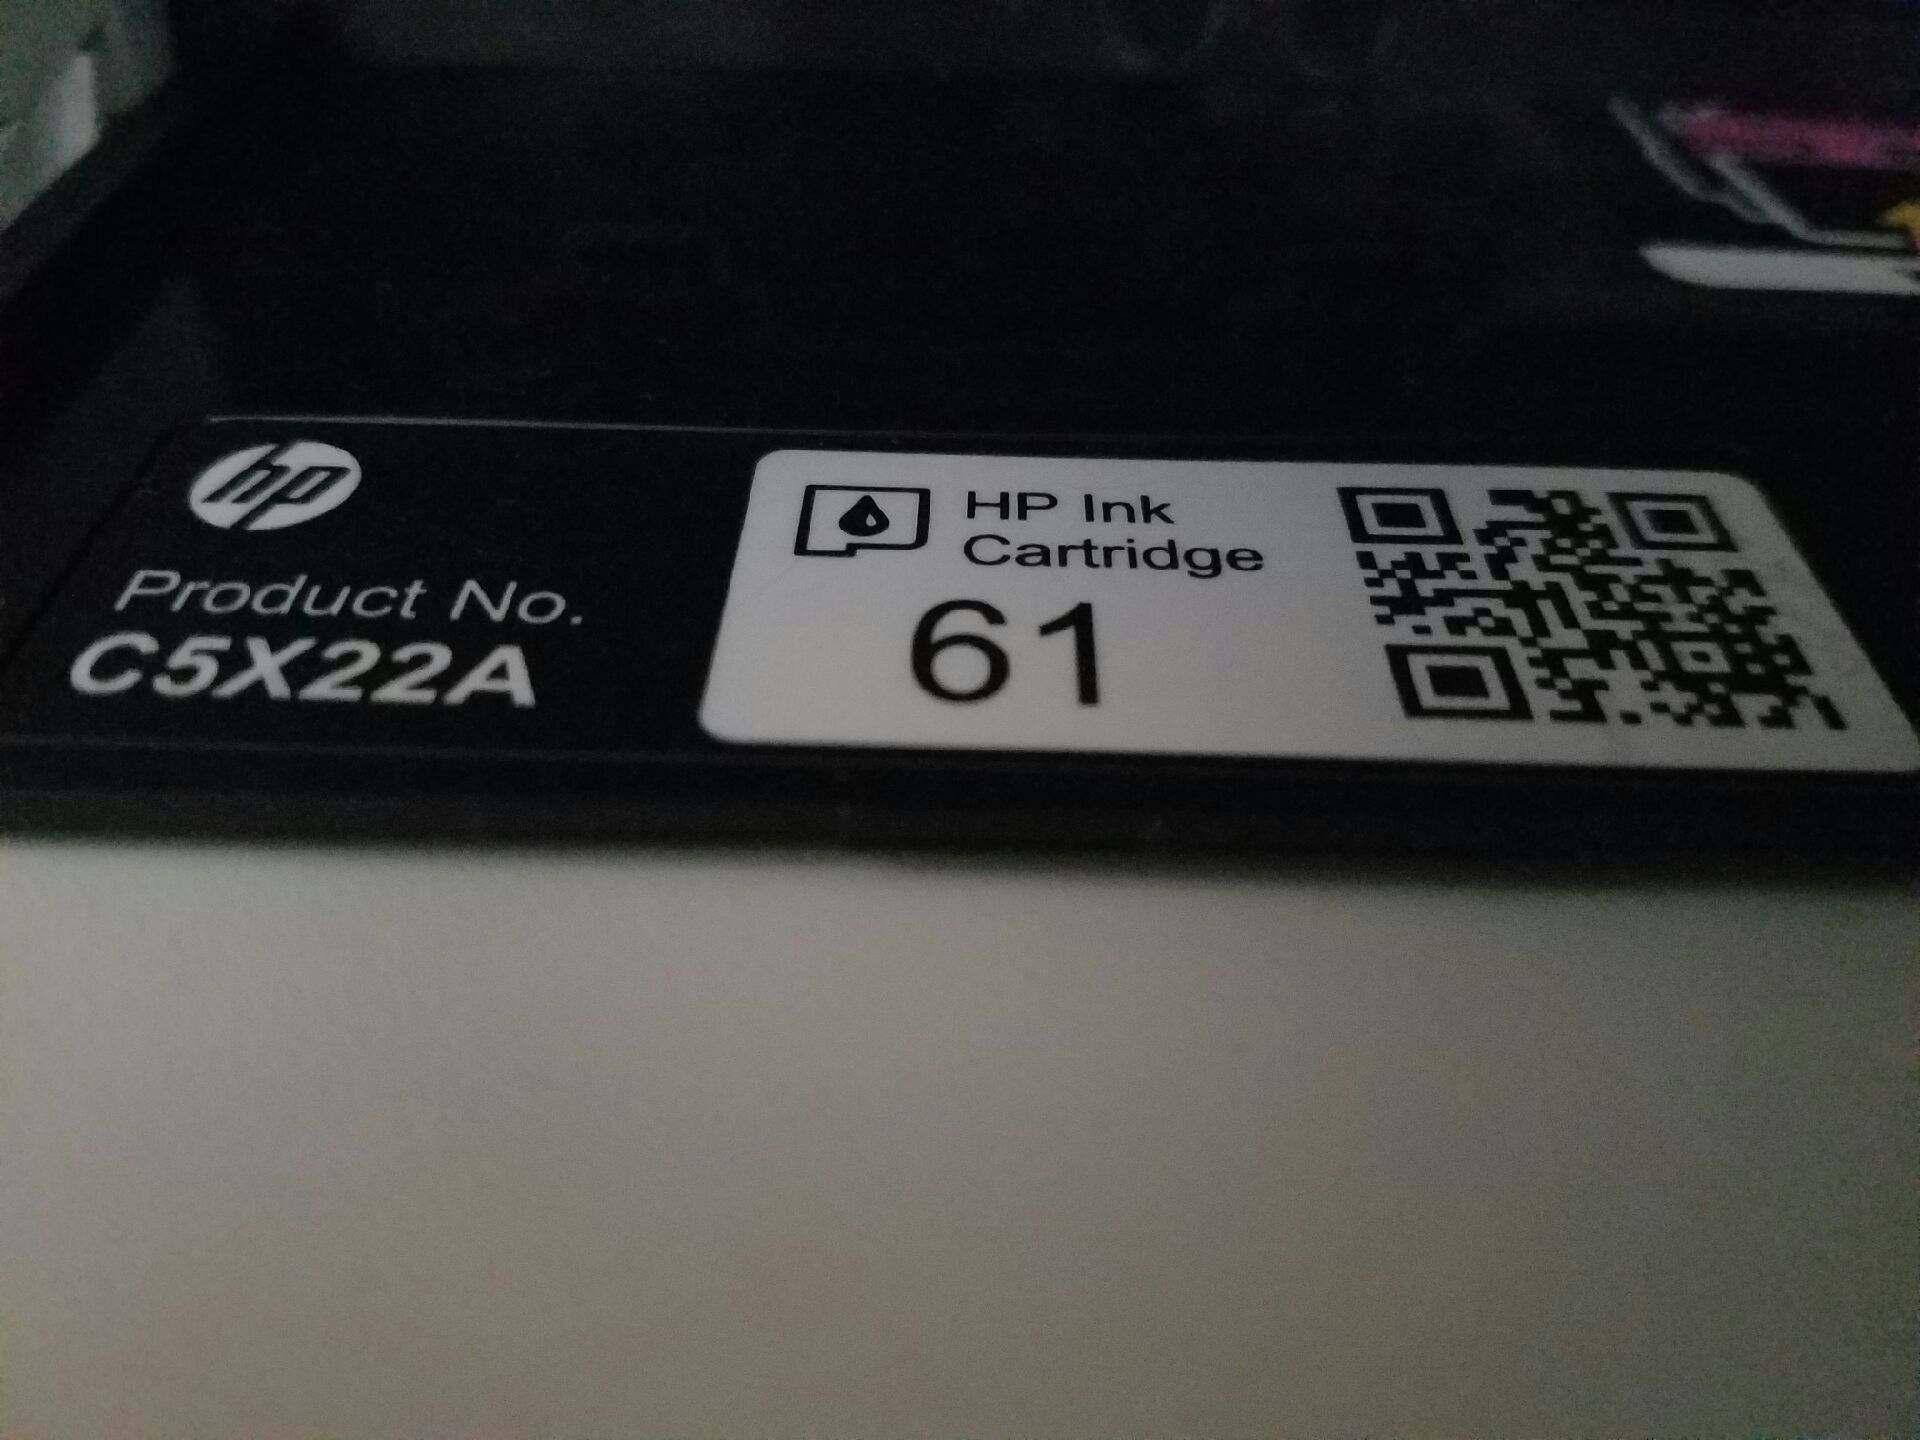 hp
Product No.
C5X22A
HP Ink
Cartridge
61